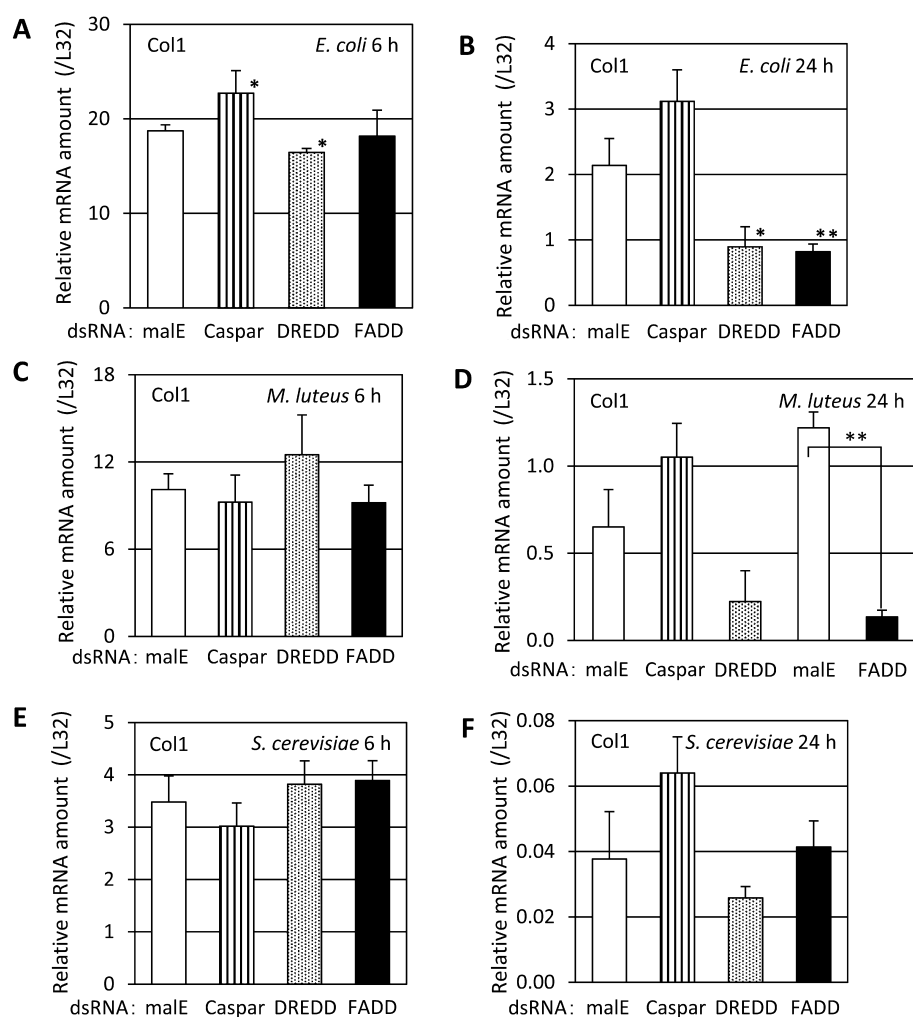 A
Relative mRNA amount (/L32)
30
20
10
0
Col1
E. coli 6 h
*
*
dsRNA: malE Caspar DREDD FADD
B
Relative mRNA amount (/L32)
4
3
2
1
0
Col1
E. coli 24 h
*
**
dsRNA: malE Caspar DREDD FADD
C
Relative mRNA amount (/L32)
18
12
6
0
Col1
M. luteus 6 h
dsRNA: malE Caspar DREDD FADD
D
Relative mRNA amount (/L32)
1.5
1.0
0.5
0.0
Col1
M. luteus 24 h
**
dsRNA: malE Caspar DREDD malE FADD
E
Relative mRNA amount (/L32)
5
4
3
2
1
0
Col1
S. cerevisiae 6 h
dsRNA: malE Caspar DREDD FADD
F
Relative mRNA amount (/L32)
0.08
0.06
0.04
0.02
0.00
Col1
S. cerevisiae 24 h
dsRNA: malE Caspar DREDD FADD